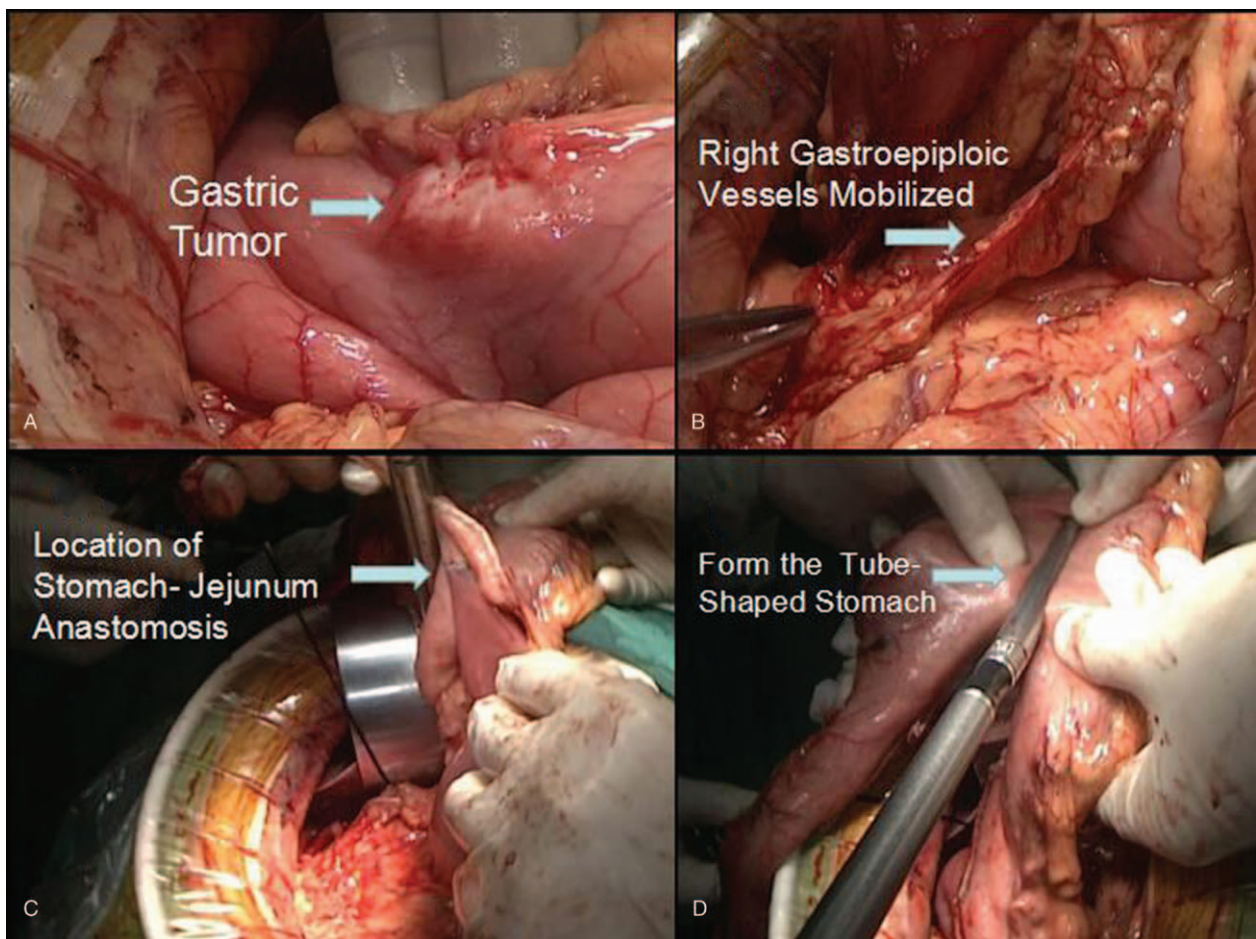 Gastric
Tumor
A
Right Gastroepiploic
Vessels Mobilized
B
Location of
Stomach- Jejunum
Anastomosis
C
Form the Tube-
Shaped Stomach
D